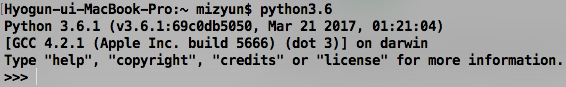 [Hyogun-ui-MacBook-Pro:~ mizyun$ python3.6
Python 3.6.1 (v3.6.1:69c0db5050, Mar 21 2017, 01:21:04)
[GCC 4.2.1 (Apple Inc. build 5666) (dot 3)] on darwin
Type "help", "copyright", "credits" or "license" for more information.
>>>